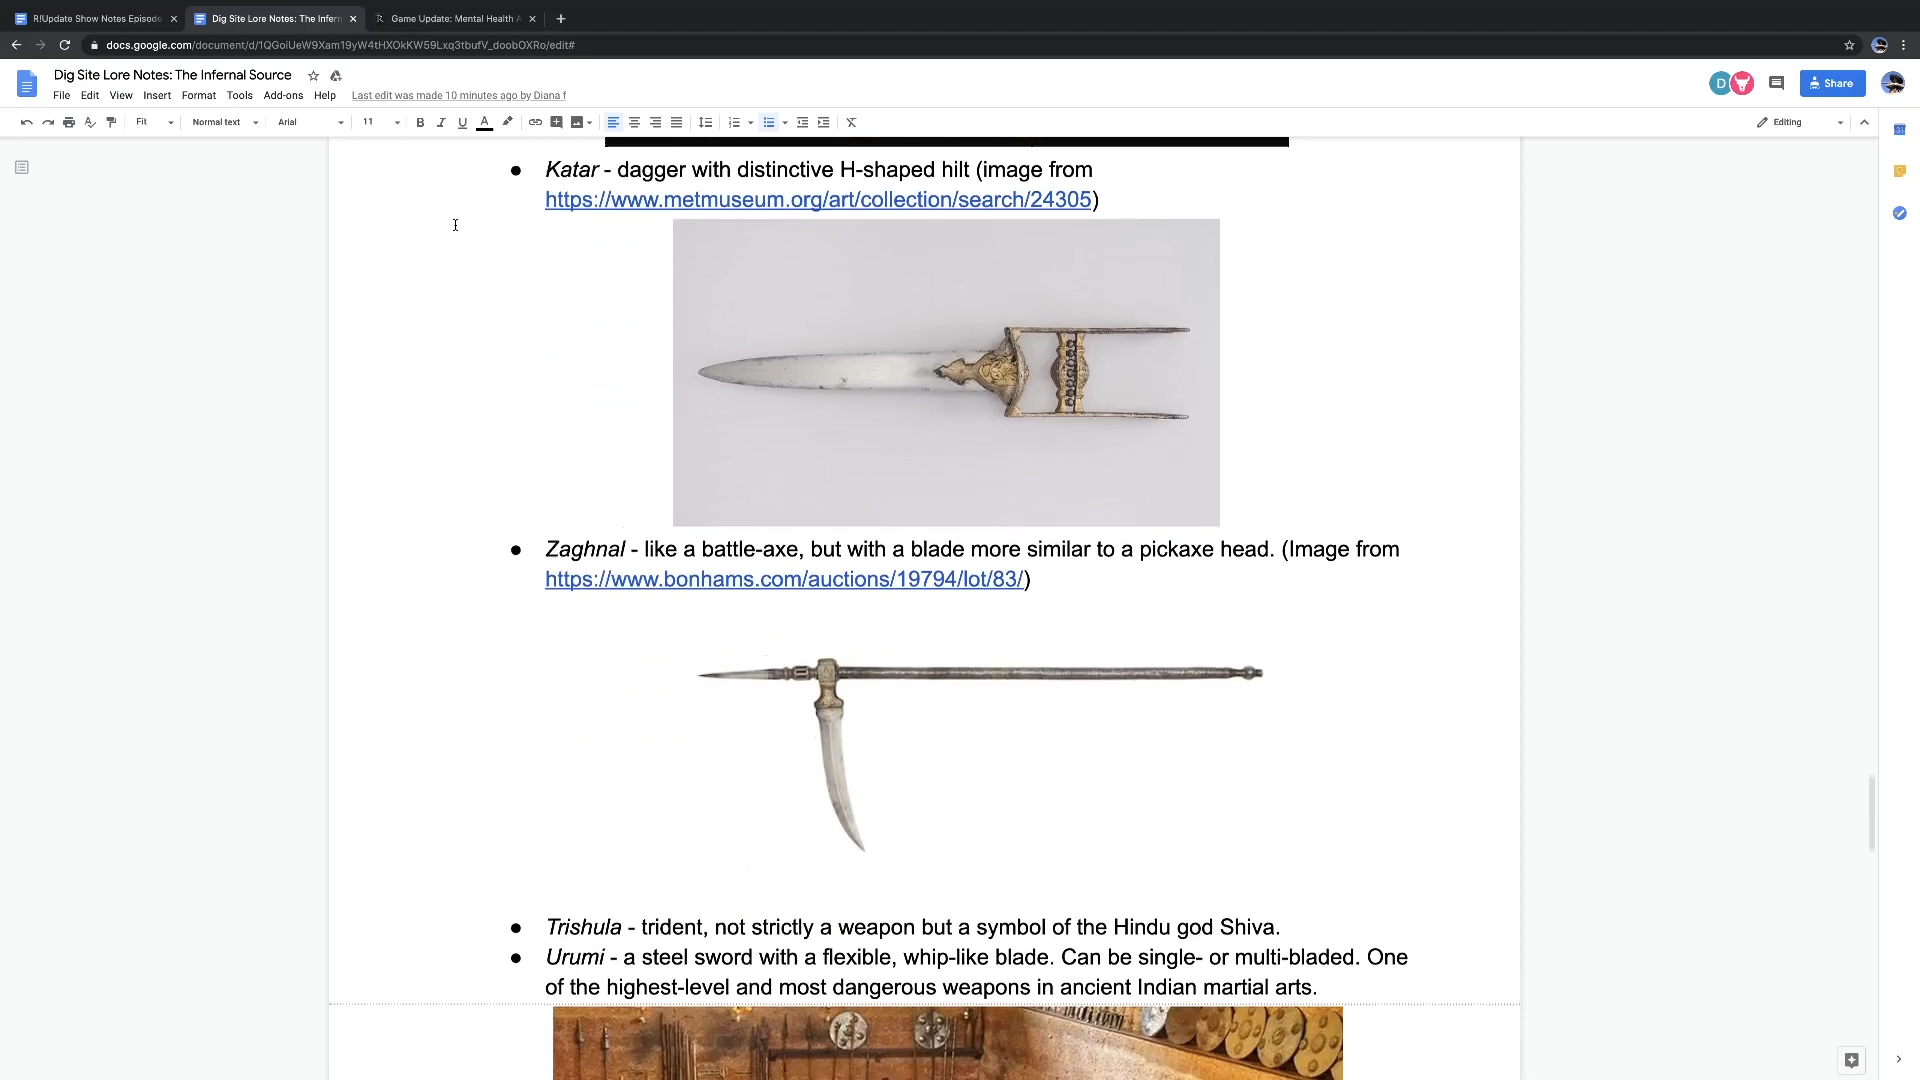 R!Update Show Notes Episode
Dig Site Lore Notes: The Infern
Game Update: Mental Health A
docs.google.com/document/d/1QGoiUeW9Xam19yW4tHXOkKW59Lxq3tbufV_doobOXRo/edit#
Dig Site Lore Notes: The Infernal Source
File Edit View Insert Format Tools Add-ons Help Last edit was made 10 minutes ago by Diana f
D
Share
Fit Normal text Arial 11 B I U A Editing
31
● Katar - dagger with distinctive H-shaped hilt (image from
https://www.metmuseum.org/art/collection/search/24305)
● Zaghnal - like a battle-axe, but with a blade more similar to a pickaxe head. (Image from
https://www.bonhams.com/auctions/19794/lot/83/)
● Trishula - trident, not strictly a weapon but a symbol of the Hindu god Shiva.
● Urumi - a steel sword with a flexible, whip-like blade. Can be single- or multi-bladed. One
of the highest-level and most dangerous weapons in ancient Indian martial arts.